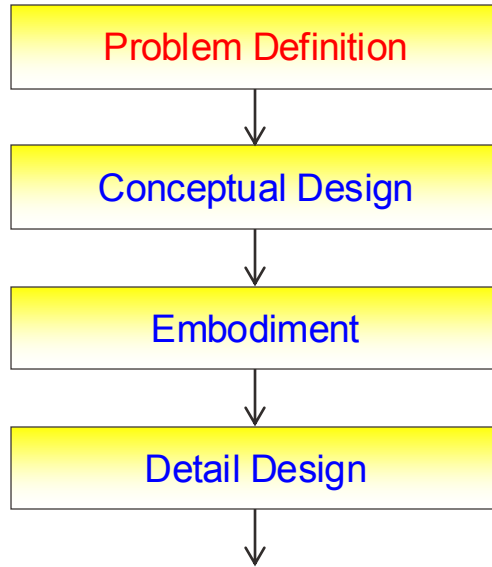 Problem Definition
Conceptual Design
Embodiment
Detail Design